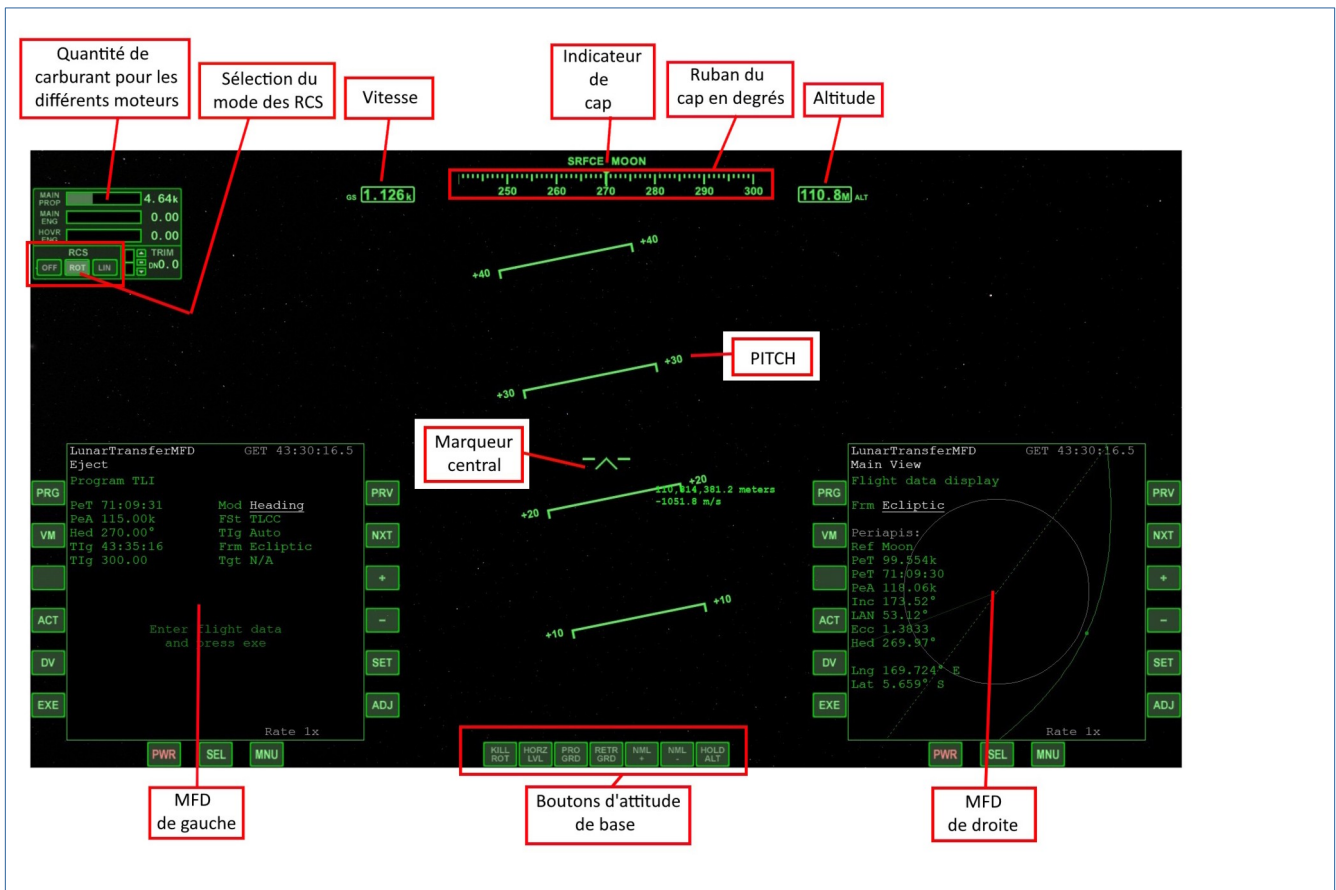 Quantité de
carburant pour les
différents moteurs
Sélection du
mode des RCS
Vitesse
Indicateur
de
cap
Ruban du
cap en degrés
Altitude
SRFCE MOON
250 260 270 280 290 300
GS 1.126k
110.8M ALT
MAIN PROP 4.64k
MAIN ENG 0.00
HOVR ENG 0.00
RCS TRIM
OFF ROT LIN DN 0.0
+40
+40
+30
+30
PITCH
Marqueur
central
+20
+20
110,814,381.2 meters
-1051.8 m/s
+10
+10
LunarTransferMFD GET 43:30:16.5
Eject
Program TLI
PeT 71:09:31 Mod Heading
PeA 115.00k FSt TLCC
Hed 270.00° TIg Auto
TIg 43:35:16 Frm Ecliptic
TIg 300.00 Tgt N/A
Enter flight data
and press exe
Rate 1x
PRG
VM
ACT
DV
EXE
PRV
NXT
+
-
SET
ADJ
PWR SEL MNU
MFD
de gauche
KILL ROT
HORZ LVL
PRO GRD
RETR GRD
NML +
NML -
HOLD ALT
Boutons d'attitude
de base
LunarTransferMFD GET 43:30:16.5
Main View
Flight data display
Frm Ecliptic
Periapis:
Ref Moon
PeT 99.554k
PeT 71:09:30
PeA 118.06k
Inc 173.52°
LAN 53.12°
Ecc 1.3833
Hed 269.97°
Lng 169.724° E
Lat 5.659° S
Rate 1x
PRG
VM
ACT
DV
EXE
PRV
NXT
+
-
SET
ADJ
PWR SEL MNU
MFD
de droite